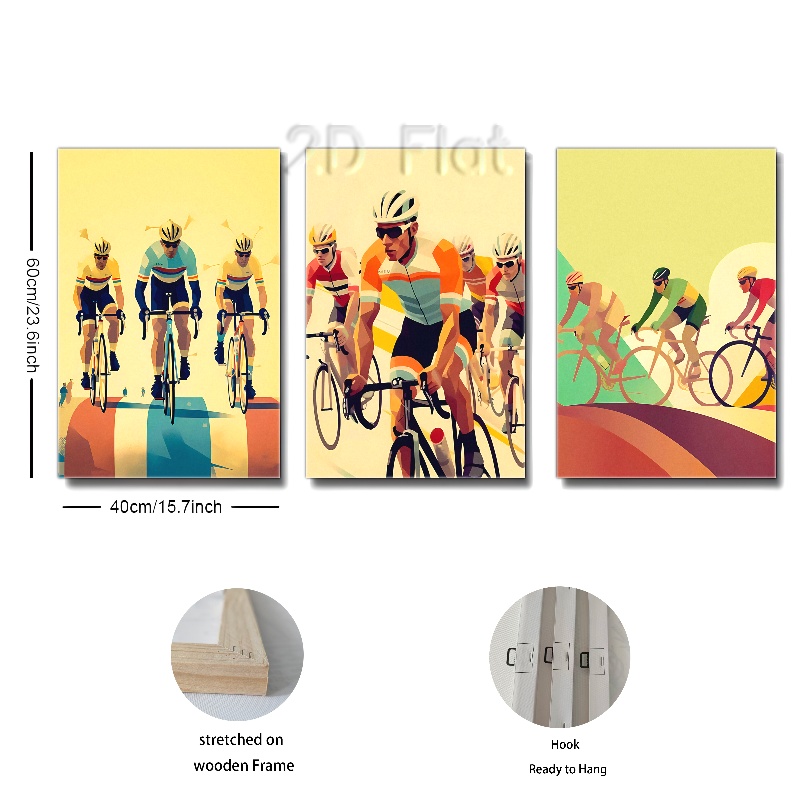 2D Flat
60cm/23.6inch
40cm/15.7inch
stretched on
wooden Frame
Hook
Ready to Hang